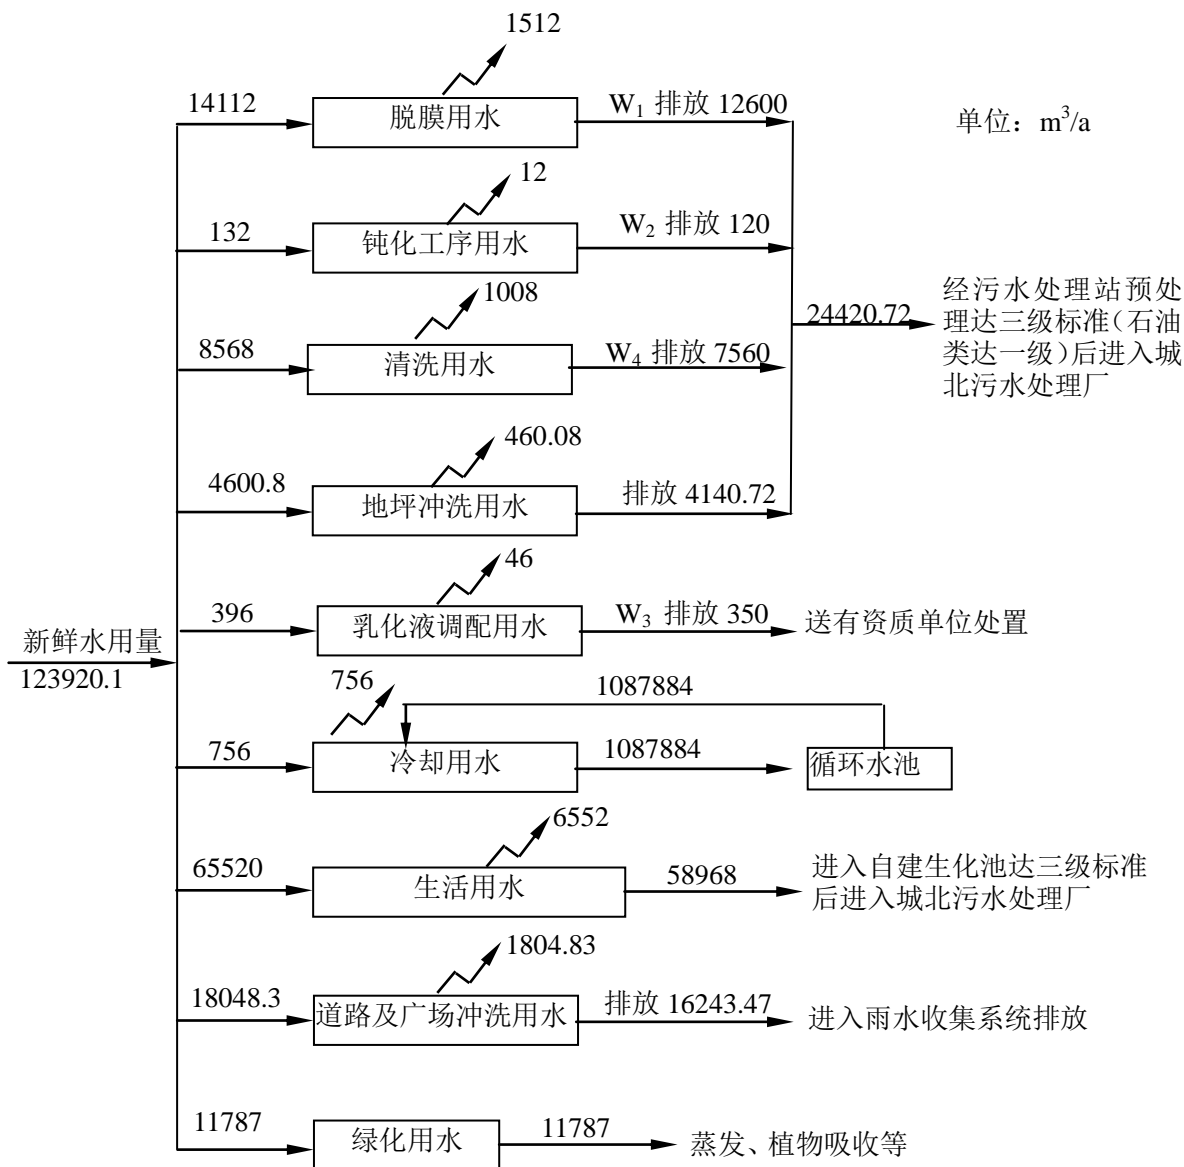 1512
14112
脱膜用水
W1 排放 12600
单位：m³/a
12
132
钝化工序用水
W2 排放 120
1008
8568
清洗用水
W4 排放 7560
24420.72
经污水处理站预处
理达三级标准（石油
类达一级）后进入城
北污水处理厂
460.08
4600.8
地坪冲洗用水
排放 4140.72
46
396
乳化液调配用水
W3 排放 350
送有资质单位处置
新鲜水用量
123920.1
756
1087884
756
冷却用水
1087884
循环水池
6552
65520
生活用水
58968
进入自建生化池达三级标准
后进入城北污水处理厂
1804.83
18048.3
道路及广场冲洗用水
排放 16243.47
进入雨水收集系统排放
11787
绿化用水
11787
蒸发、植物吸收等